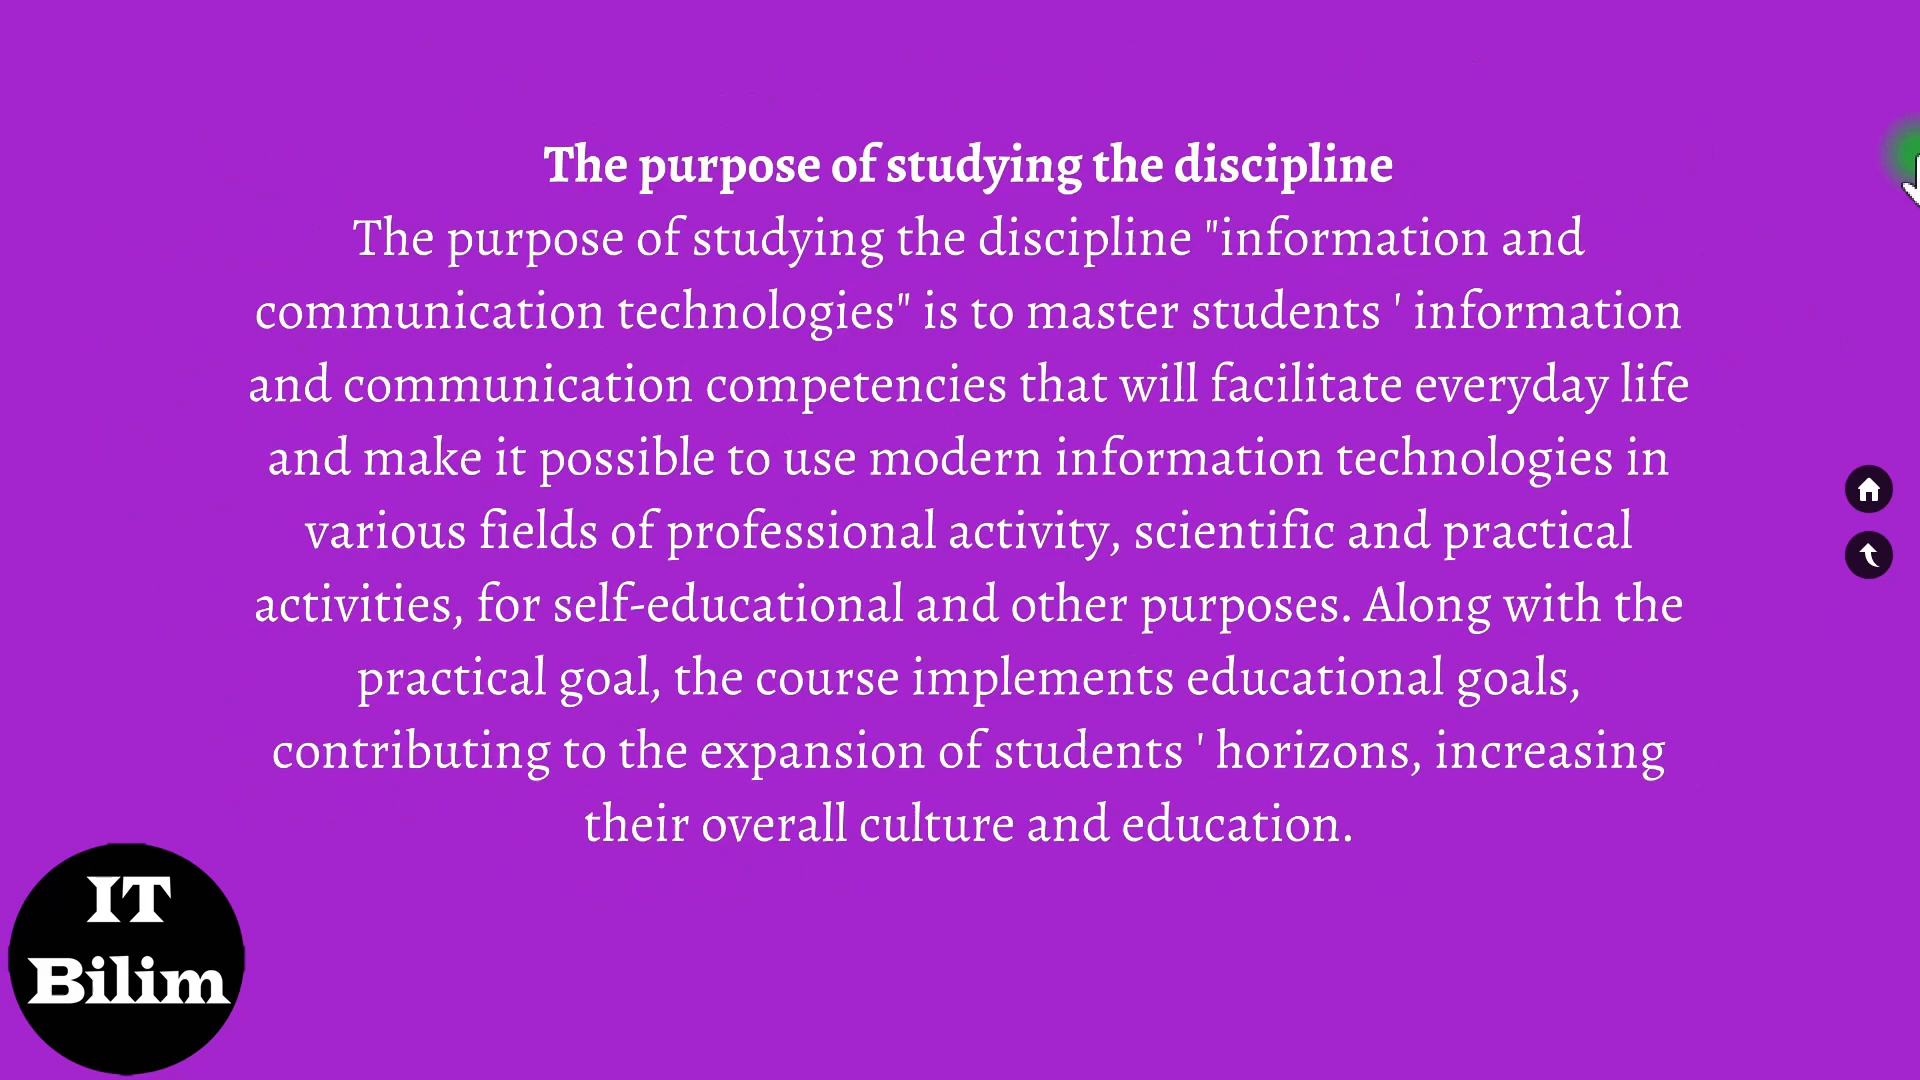 The purpose of studying the discipline
The purpose of studying the discipline "information and
communication technologies" is to master students ' information
and communication competencies that will facilitate everyday life
and make it possible to use modern information technologies in
various fields of professional activity, scientific and practical
activities, for self-educational and other purposes. Along with the
practical goal, the course implements educational goals,
contributing to the expansion of students ' horizons, increasing
their overall culture and education.
IT
Bilim